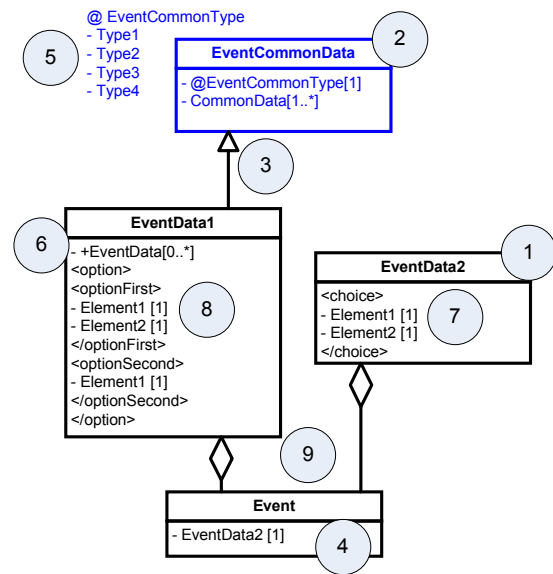 @ EventCommonType
- Type1
- Type2
- Type3
- Type4
5
2
EventCommonData
- @EventCommonType[1]
- CommonData[1..*]
3
EventData1
6
- +EventData[0..*]
<option>
<optionFirst>
- Element1 [1]
- Element2 [1]
</optionFirst>
<optionSecond>
- Element1 [1]
</optionSecond>
</option>
8
1
EventData2
<choice>
- Element1 [1]
- Element2 [1]
</choice>
7
9
Event
- EventData2 [1]
4